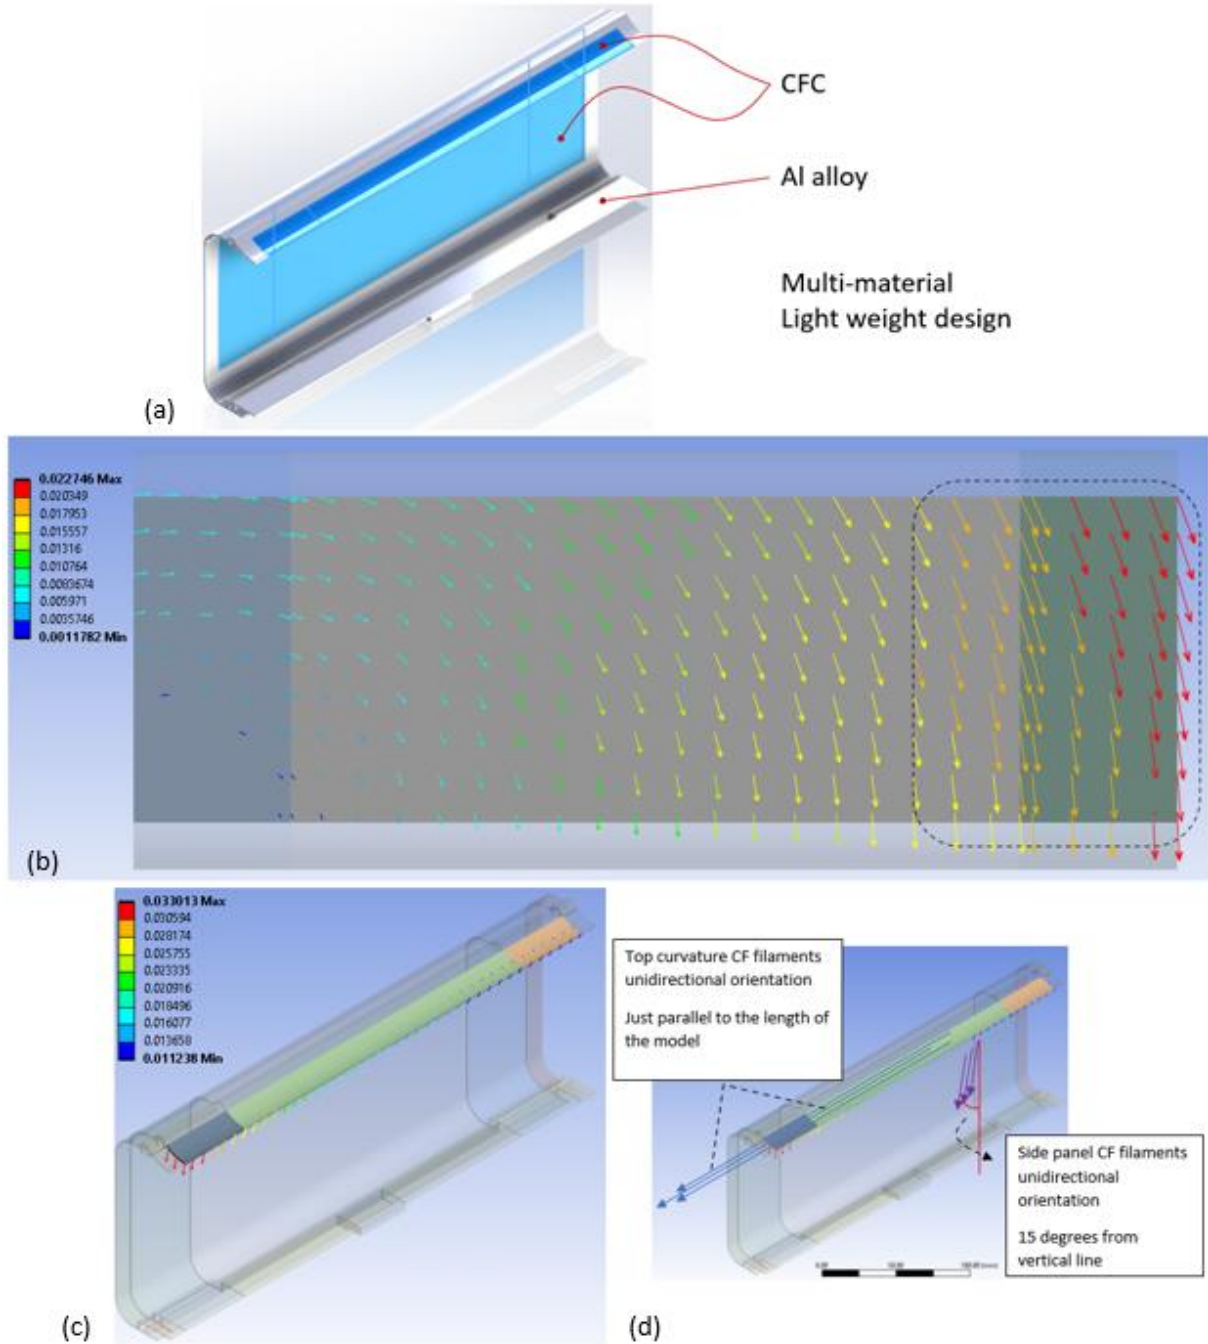 CFC
Al alloy
Multi-material
Light weight design
(a)
0.022746 Max
0.020349
0.017953
0.015557
0.01316
0.010764
0.0083674
0.005971
0.0035746
0.0011782 Min
(b)
0.033013 Max
0.030594
0.028174
0.025755
0.023335
0.020916
0.018496
0.016077
0.013658
0.011238 Min
(c)
Top curvature CF filaments
unidirectional orientation
Just parallel to the length of
the model
Side panel CF filaments
unidirectional
orientation
15 degrees from
vertical line
(d)